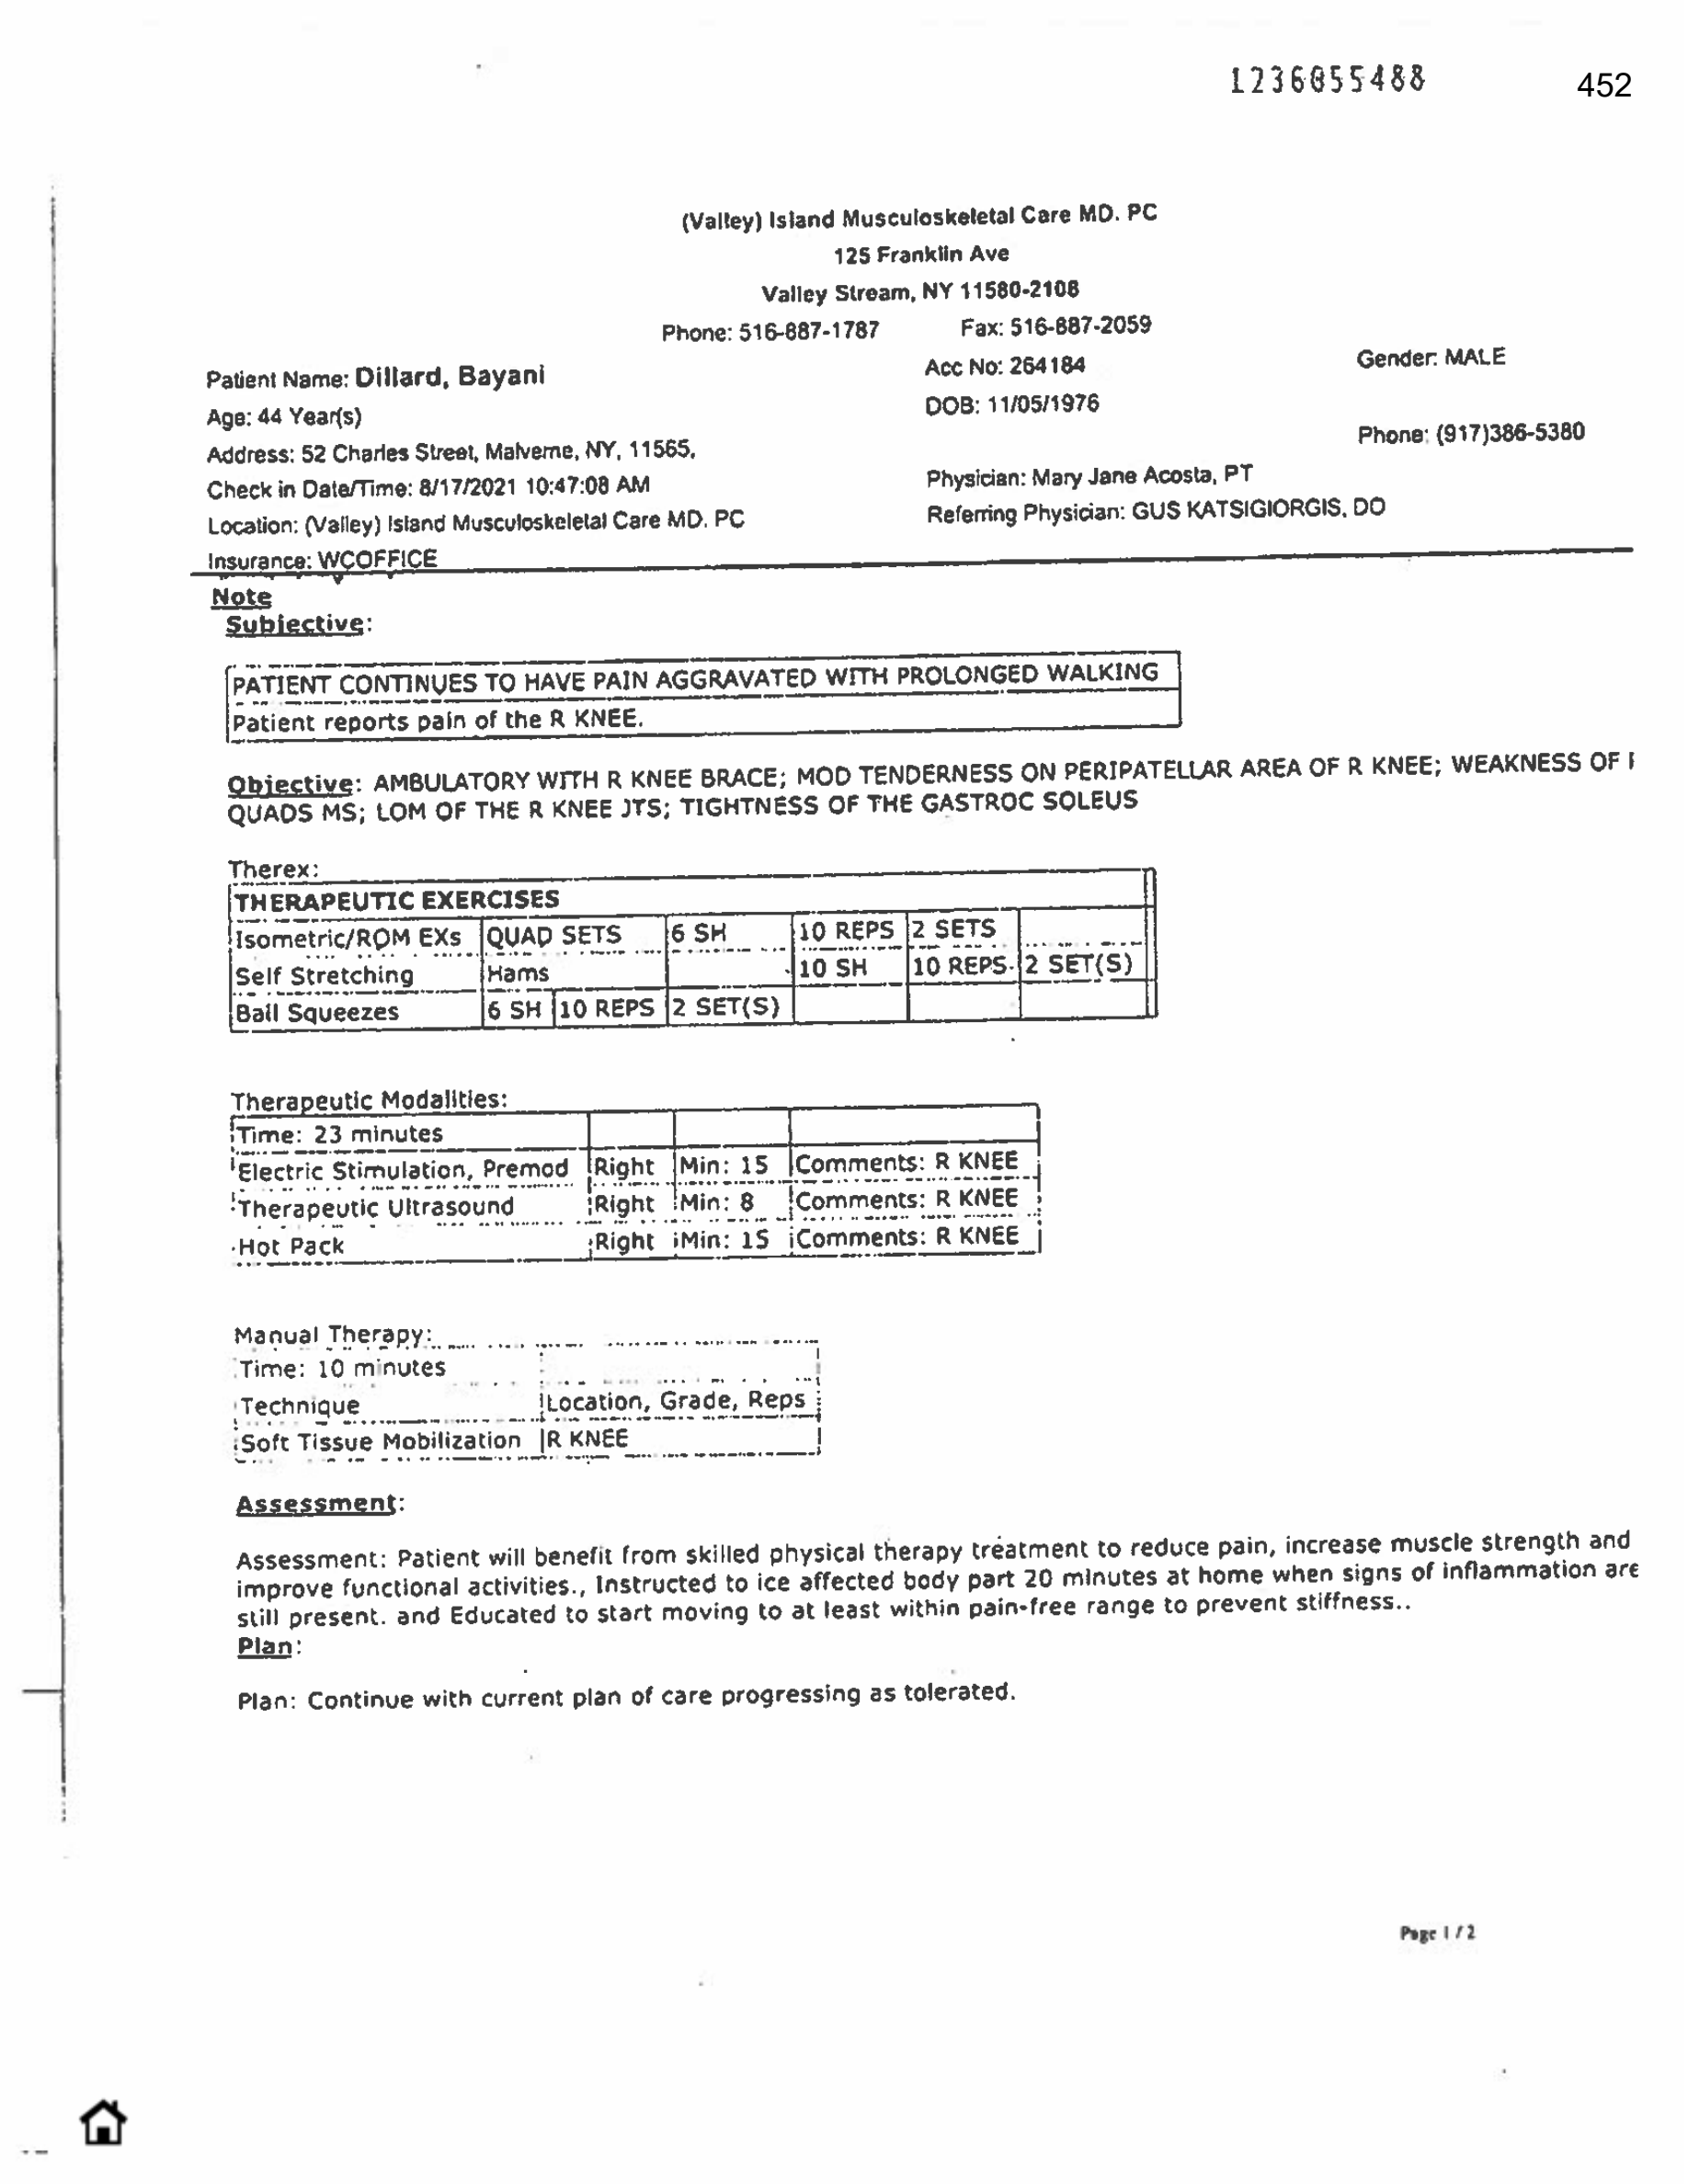 1236055488 452
(Valley) Island Musculoskeletal Care MD. PC
125 Franklin Ave
Valley Stream, NY 11580-2108
Phone: 516-887-1787 Fax: 516-887-2059
Patient Name: Dillard, Bayani Acc No: 264184 Gender: MALE
Age: 44 Year(s) DOB: 11/05/1976
Address: 52 Charles Street, Malverne, NY, 11565, Phone: (917)386-5380
Check in Date/Time: 8/17/2021 10:47:08 AM Physician: Mary Jane Acosta, PT
Location: (Valley) Island Musculoskeletal Care MD. PC Referring Physician: GUS KATSIGIORGIS, DO
Insurance: WCOFFICE
Note
Subjective:
PATIENT CONTINUES TO HAVE PAIN AGGRAVATED WITH PROLONGED WALKING
Patient reports pain of the R KNEE.
Objective: AMBULATORY WITH R KNEE BRACE; MOD TENDERNESS ON PERIPATELLAR AREA OF R KNEE; WEAKNESS OF
QUADS MS; LOM OF THE R KNEE JTS; TIGHTNESS OF THE GASTROC SOLEUS
Therex:
THERAPEUTIC EXERCISES
Isometric/ROM EXs QUAD SETS 6 SH 10 REPS 2 SETS
Self Stretching Hams 10 SH 10 REPS 2 SET(S)
Ball Squeezes 6 SH 10 REPS 2 SET(S)
Therapeutic Modalities:
Time: 23 minutes
Electric Stimulation, Premod Right Min: 15 Comments: R KNEE
Therapeutic Ultrasound Right Min: 8 Comments: R KNEE
Hot Pack Right Min: 15 Comments: R KNEE
Manual Therapy:
Time: 10 minutes
Technique Location, Grade, Reps
Soft Tissue Mobilization R KNEE
Assessment:
Assessment: Patient will benefit from skilled physical therapy treatment to reduce pain, increase muscle strength and
improve functional activities., Instructed to ice affected body part 20 minutes at home when signs of inflammation are
still present. and Educated to start moving to at least within pain-free range to prevent stiffness..
Plan:
Plan: Continue with current plan of care progressing as tolerated.
Page 1 / 2